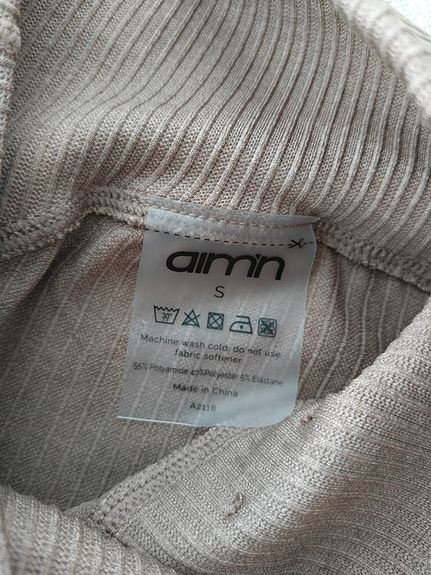 aim'n
S
30°
Machine wash cold, do not use
fabric softener
55% Polyamide 40%Polyester 5% Elastane
Made in China
A2118